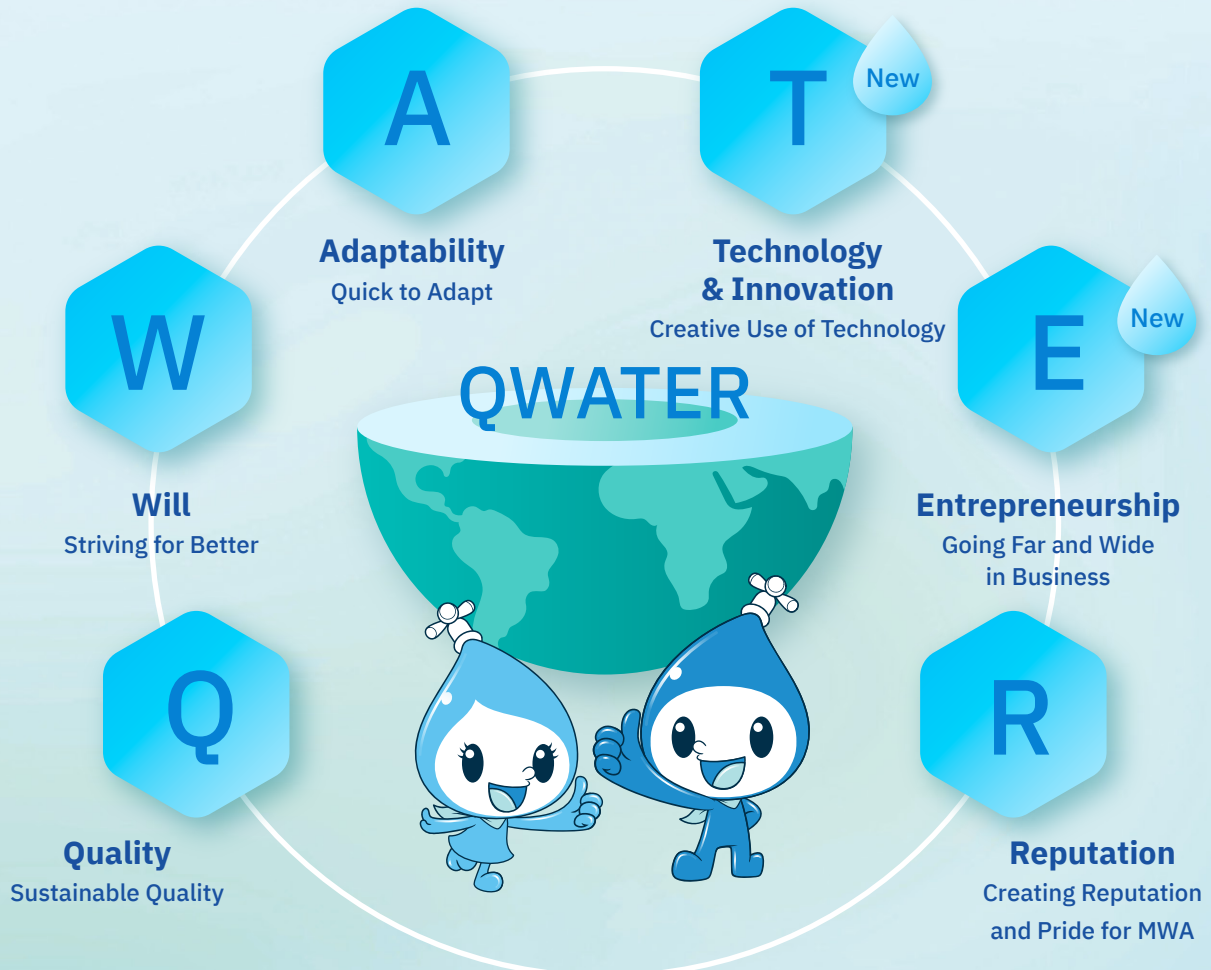 A
Adaptability
Quick to Adapt
T
New
Technology
& Innovation
Creative Use of Technology
W
Will
Striving for Better
QWATER
E
New
Entrepreneurship
Going Far and Wide
in Business
Q
Quality
Sustainable Quality
R
Reputation
Creating Reputation
and Pride for MWA